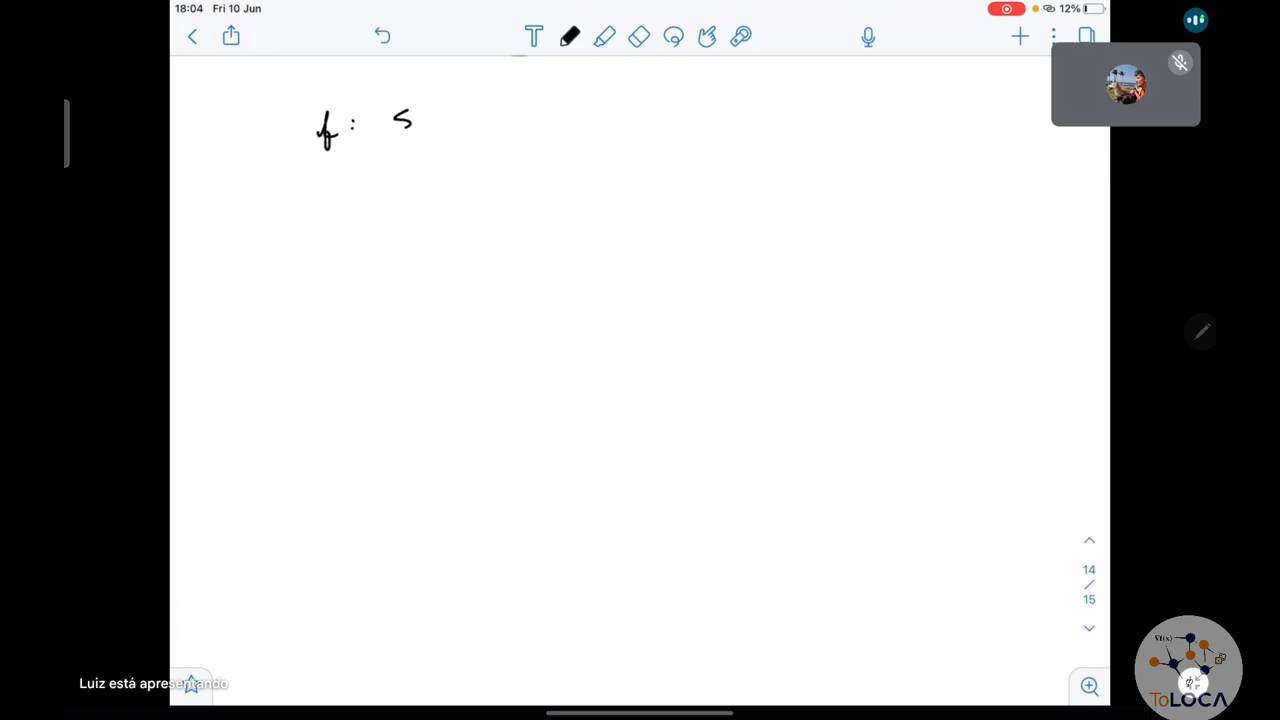 18:04 Fri 10 Jun
12%
T
f: S
14
/
15
Luiz está apresentando
∇f(x)
ToLOCA